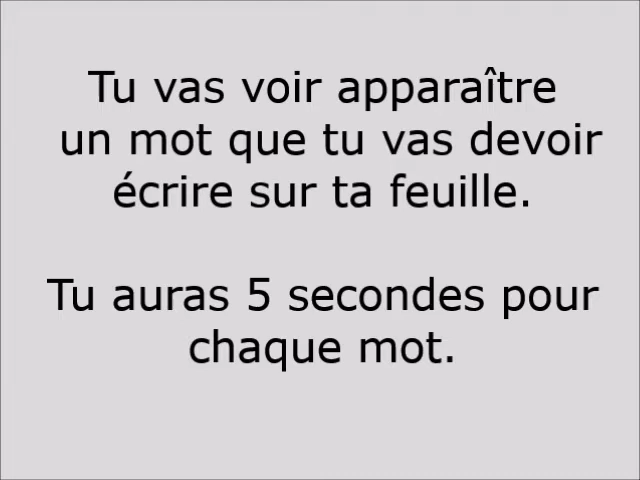 Tu vas voir apparaître
un mot que tu vas devoir
écrire sur ta feuille.
Tu auras 5 secondes pour
chaque mot.